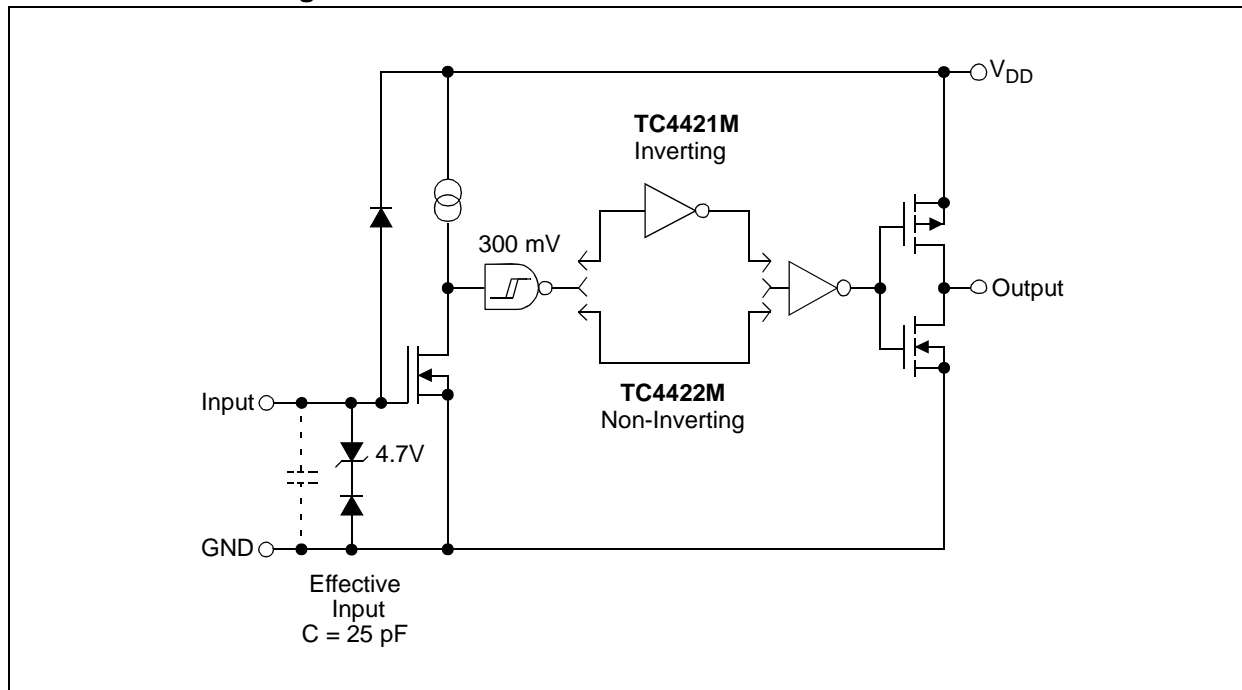 V_DD
TC4421M
Inverting
300 mV
Output
TC4422M
Non-Inverting
Input
4.7V
GND
Effective
Input
C = 25 pF